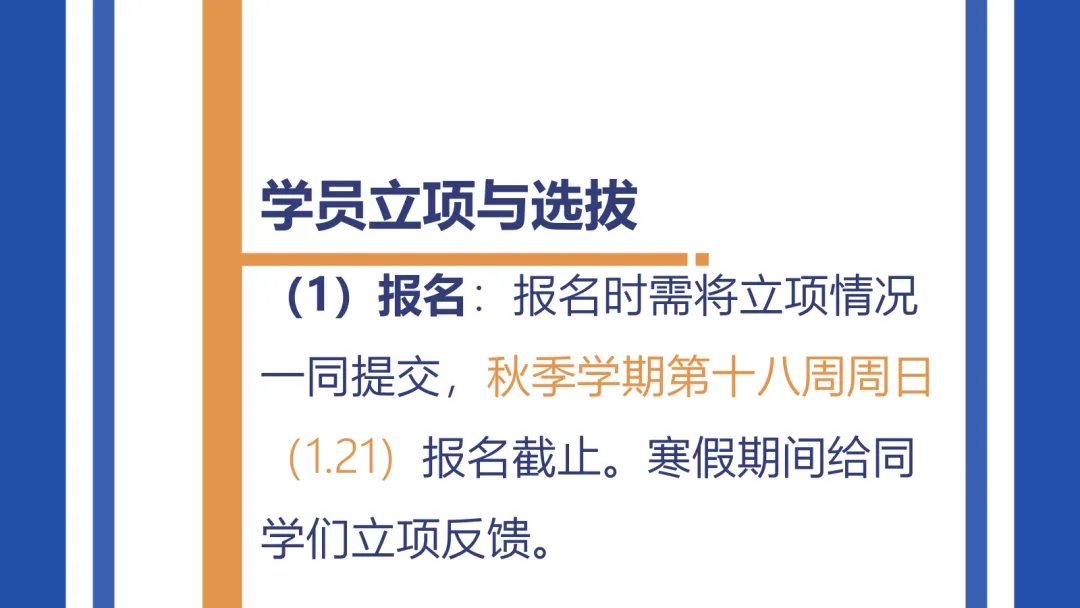 学员立项与选拔
（1）报名：报名时需将立项情况
一同提交，秋季学期第十八周周日
（1.21）报名截止。寒假期间给同
学们立项反馈。